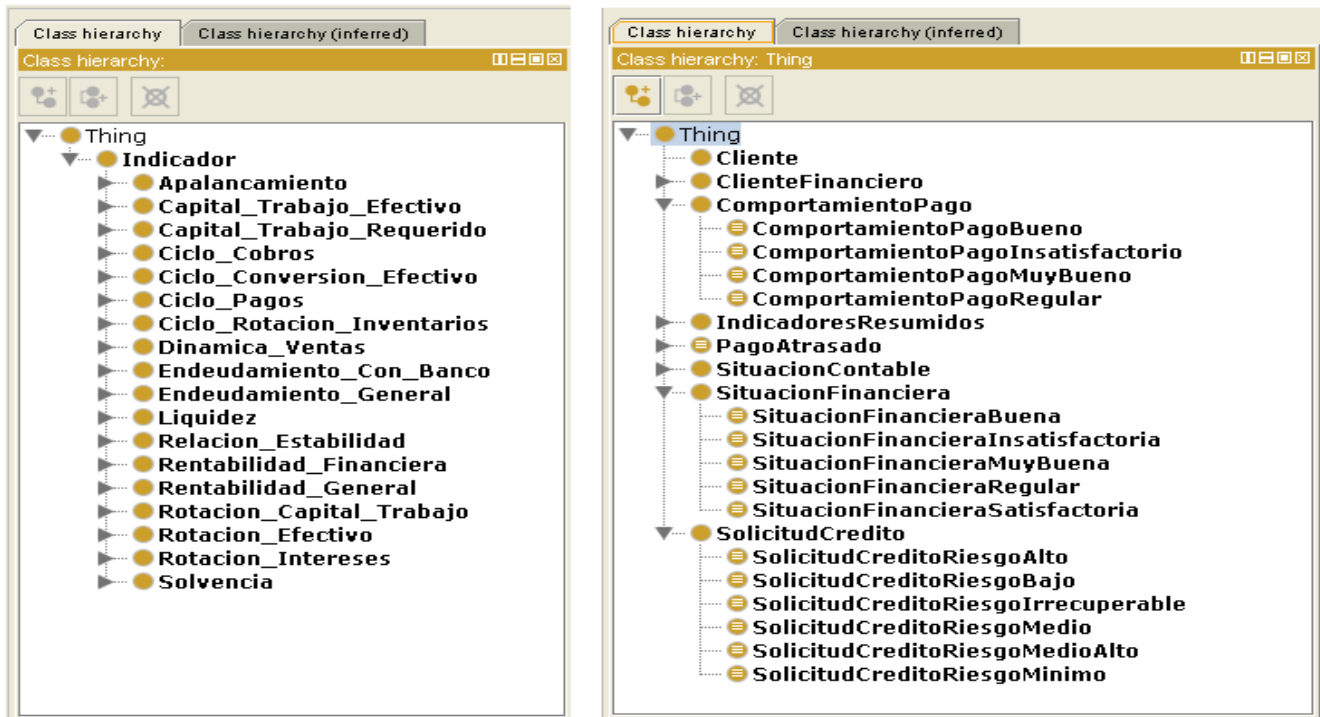 Class hierarchy
Class hierarchy (inferred)
Class hierarchy:
Thing
Indicador
Apalancamiento
Capital_Trabajo_Efectivo
Capital_Trabajo_Requerido
Ciclo_Cobros
Ciclo_Conversion_Efectivo
Ciclo_Pagos
Ciclo_Rotacion_Inventarios
Dinamica_Ventas
Endeudamiento_Con_Banco
Endeudamiento_General
Liquidez
Relacion_Estabilidad
Rentabilidad_Financiera
Rentabilidad_General
Rotacion_Capital_Trabajo
Rotacion_Efectivo
Rotacion_Intereses
Solvencia
Class hierarchy
Class hierarchy (inferred)
Class hierarchy: Thing
Thing
Cliente
ClienteFinanciero
ComportamientoPago
ComportamientoPagoBueno
ComportamientoPagoInsatisfactorio
ComportamientoPagoMuyBueno
ComportamientoPagoRegular
IndicadoresResumidos
PagoAtrasado
SituacionContable
SituacionFinanciera
SituacionFinancieraBuena
SituacionFinancieraInsatisfactoria
SituacionFinancieraMuyBuena
SituacionFinancieraRegular
SituacionFinancieraSatisfactoria
SolicitudCredito
SolicitudCreditoRiesgoAlto
SolicitudCreditoRiesgoBajo
SolicitudCreditoRiesgoIrrecuperable
SolicitudCreditoRiesgoMedio
SolicitudCreditoRiesgoMedioAlto
SolicitudCreditoRiesgoMinimo